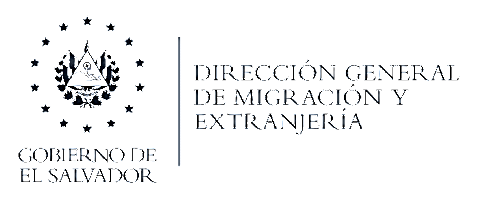 GOBIERNO DE
EL SALVADOR
DIRECCIÓN GENERAL
DE MIGRACIÓN Y
EXTRANJERÍA